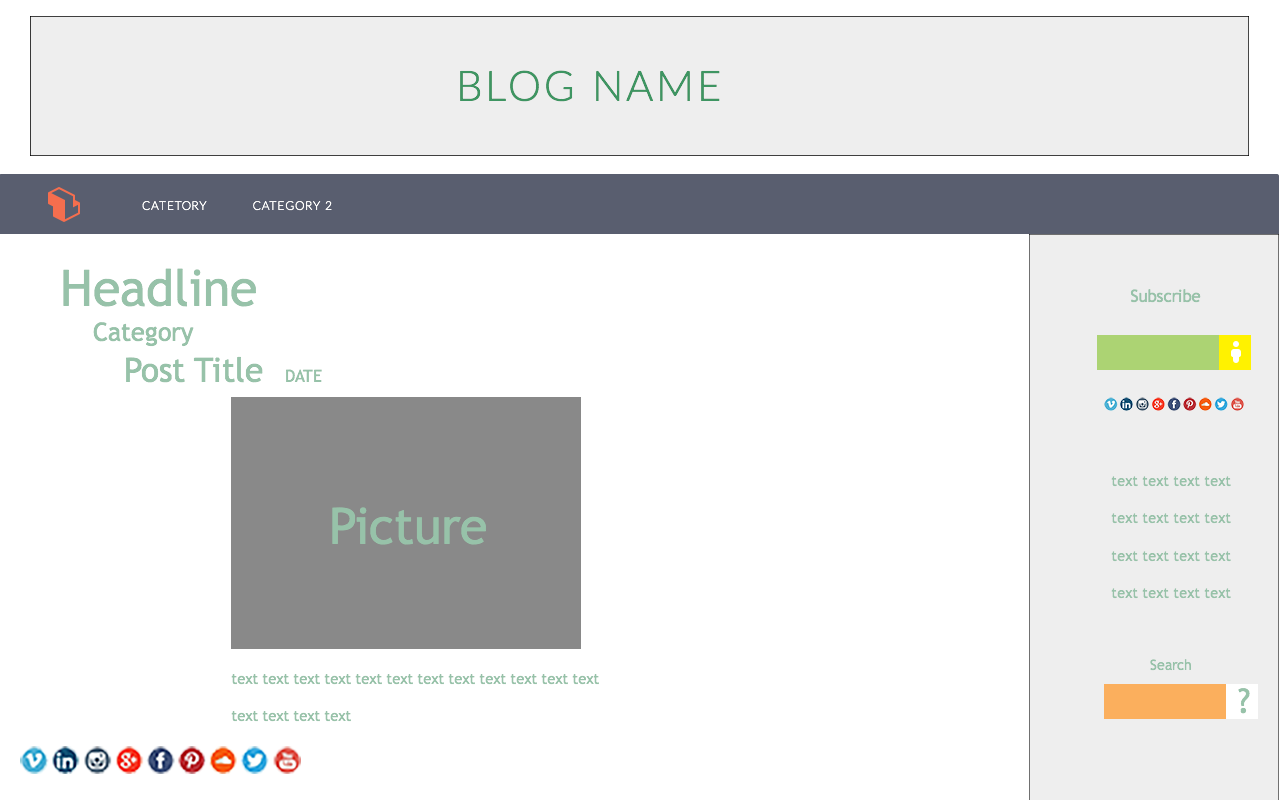 BLOG NAME
CATETORY
CATEGORY 2
Headline
Category
Post Title DATE
Picture
text text text text text text text text text text text text
text text text text
Subscribe
text text text text
text text text text
text text text text
text text text text
Search
?